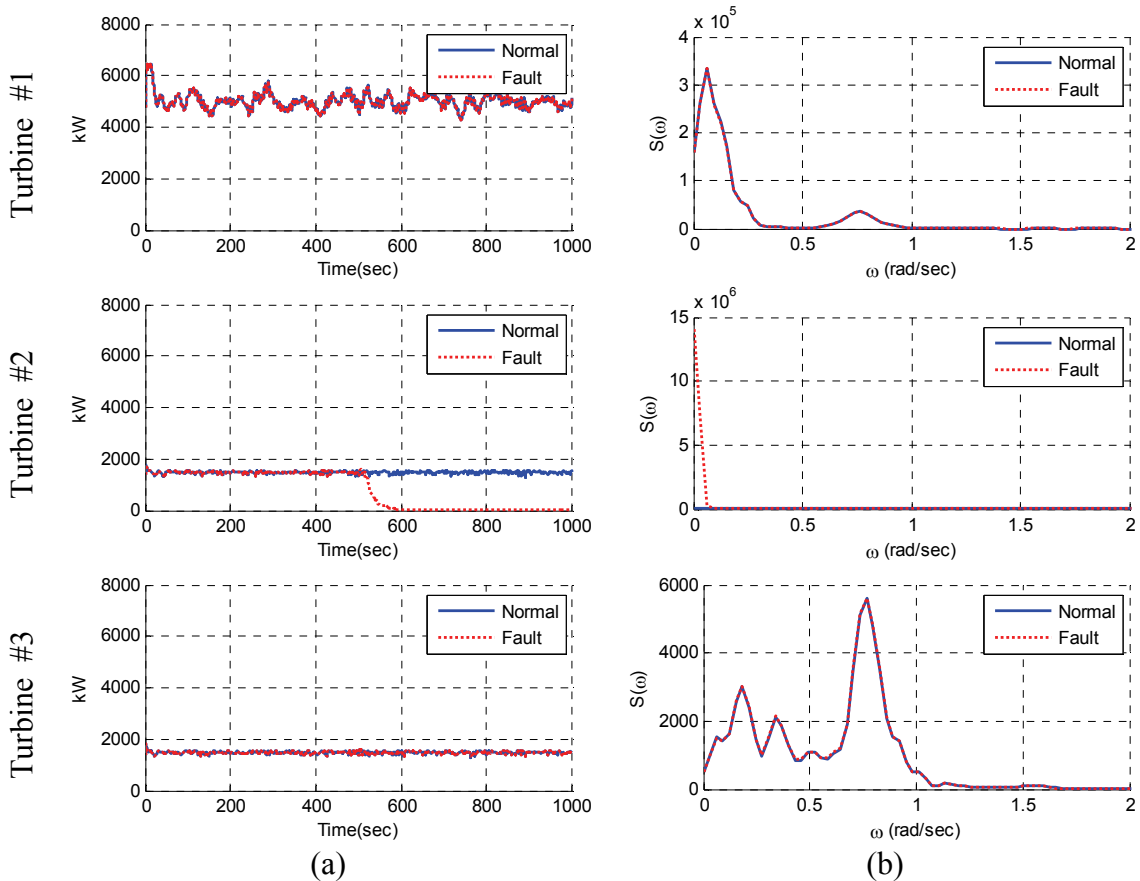 Turbine #1
8000
6000
4000
2000
0
kW
Normal
Fault
0 200 400 600 800 1000
Time(sec)
x 10^5
4
3
2
1
0
S(ω)
Normal
Fault
0 0.5 1 1.5 2
ω (rad/sec)
Turbine #2
8000
6000
4000
2000
0
kW
Normal
Fault
0 200 400 600 800 1000
Time(sec)
x 10^6
15
10
5
0
S(ω)
Normal
Fault
0 0.5 1 1.5 2
ω (rad/sec)
Turbine #3
8000
6000
4000
2000
0
kW
Normal
Fault
0 200 400 600 800 1000
Time(sec)
6000
4000
2000
0
S(ω)
Normal
Fault
0 0.5 1 1.5 2
ω (rad/sec)
(a) (b)